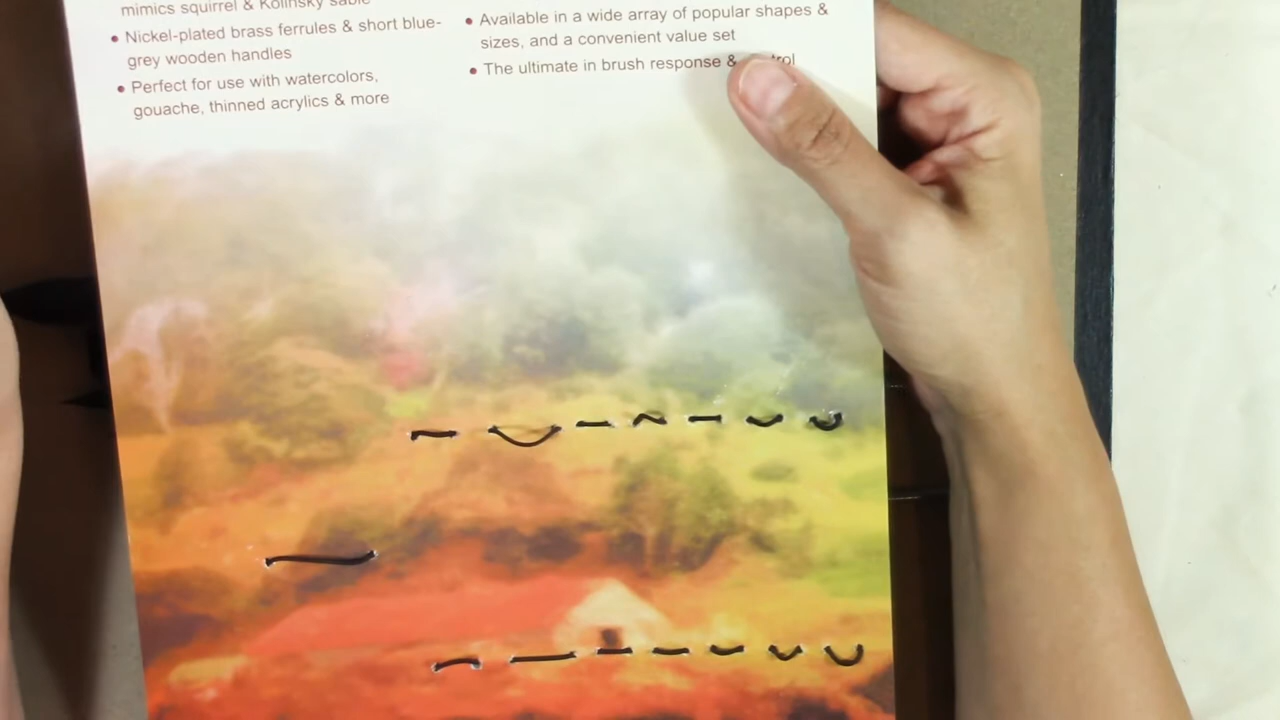 mimics squirrel & Kolinsky sable
• Nickel-plated brass ferrules & short blue-
grey wooden handles
• Perfect for use with watercolors,
gouache, thinned acrylics & more
• Available in a wide array of popular shapes &
sizes, and a convenient value set
• The ultimate in brush response &